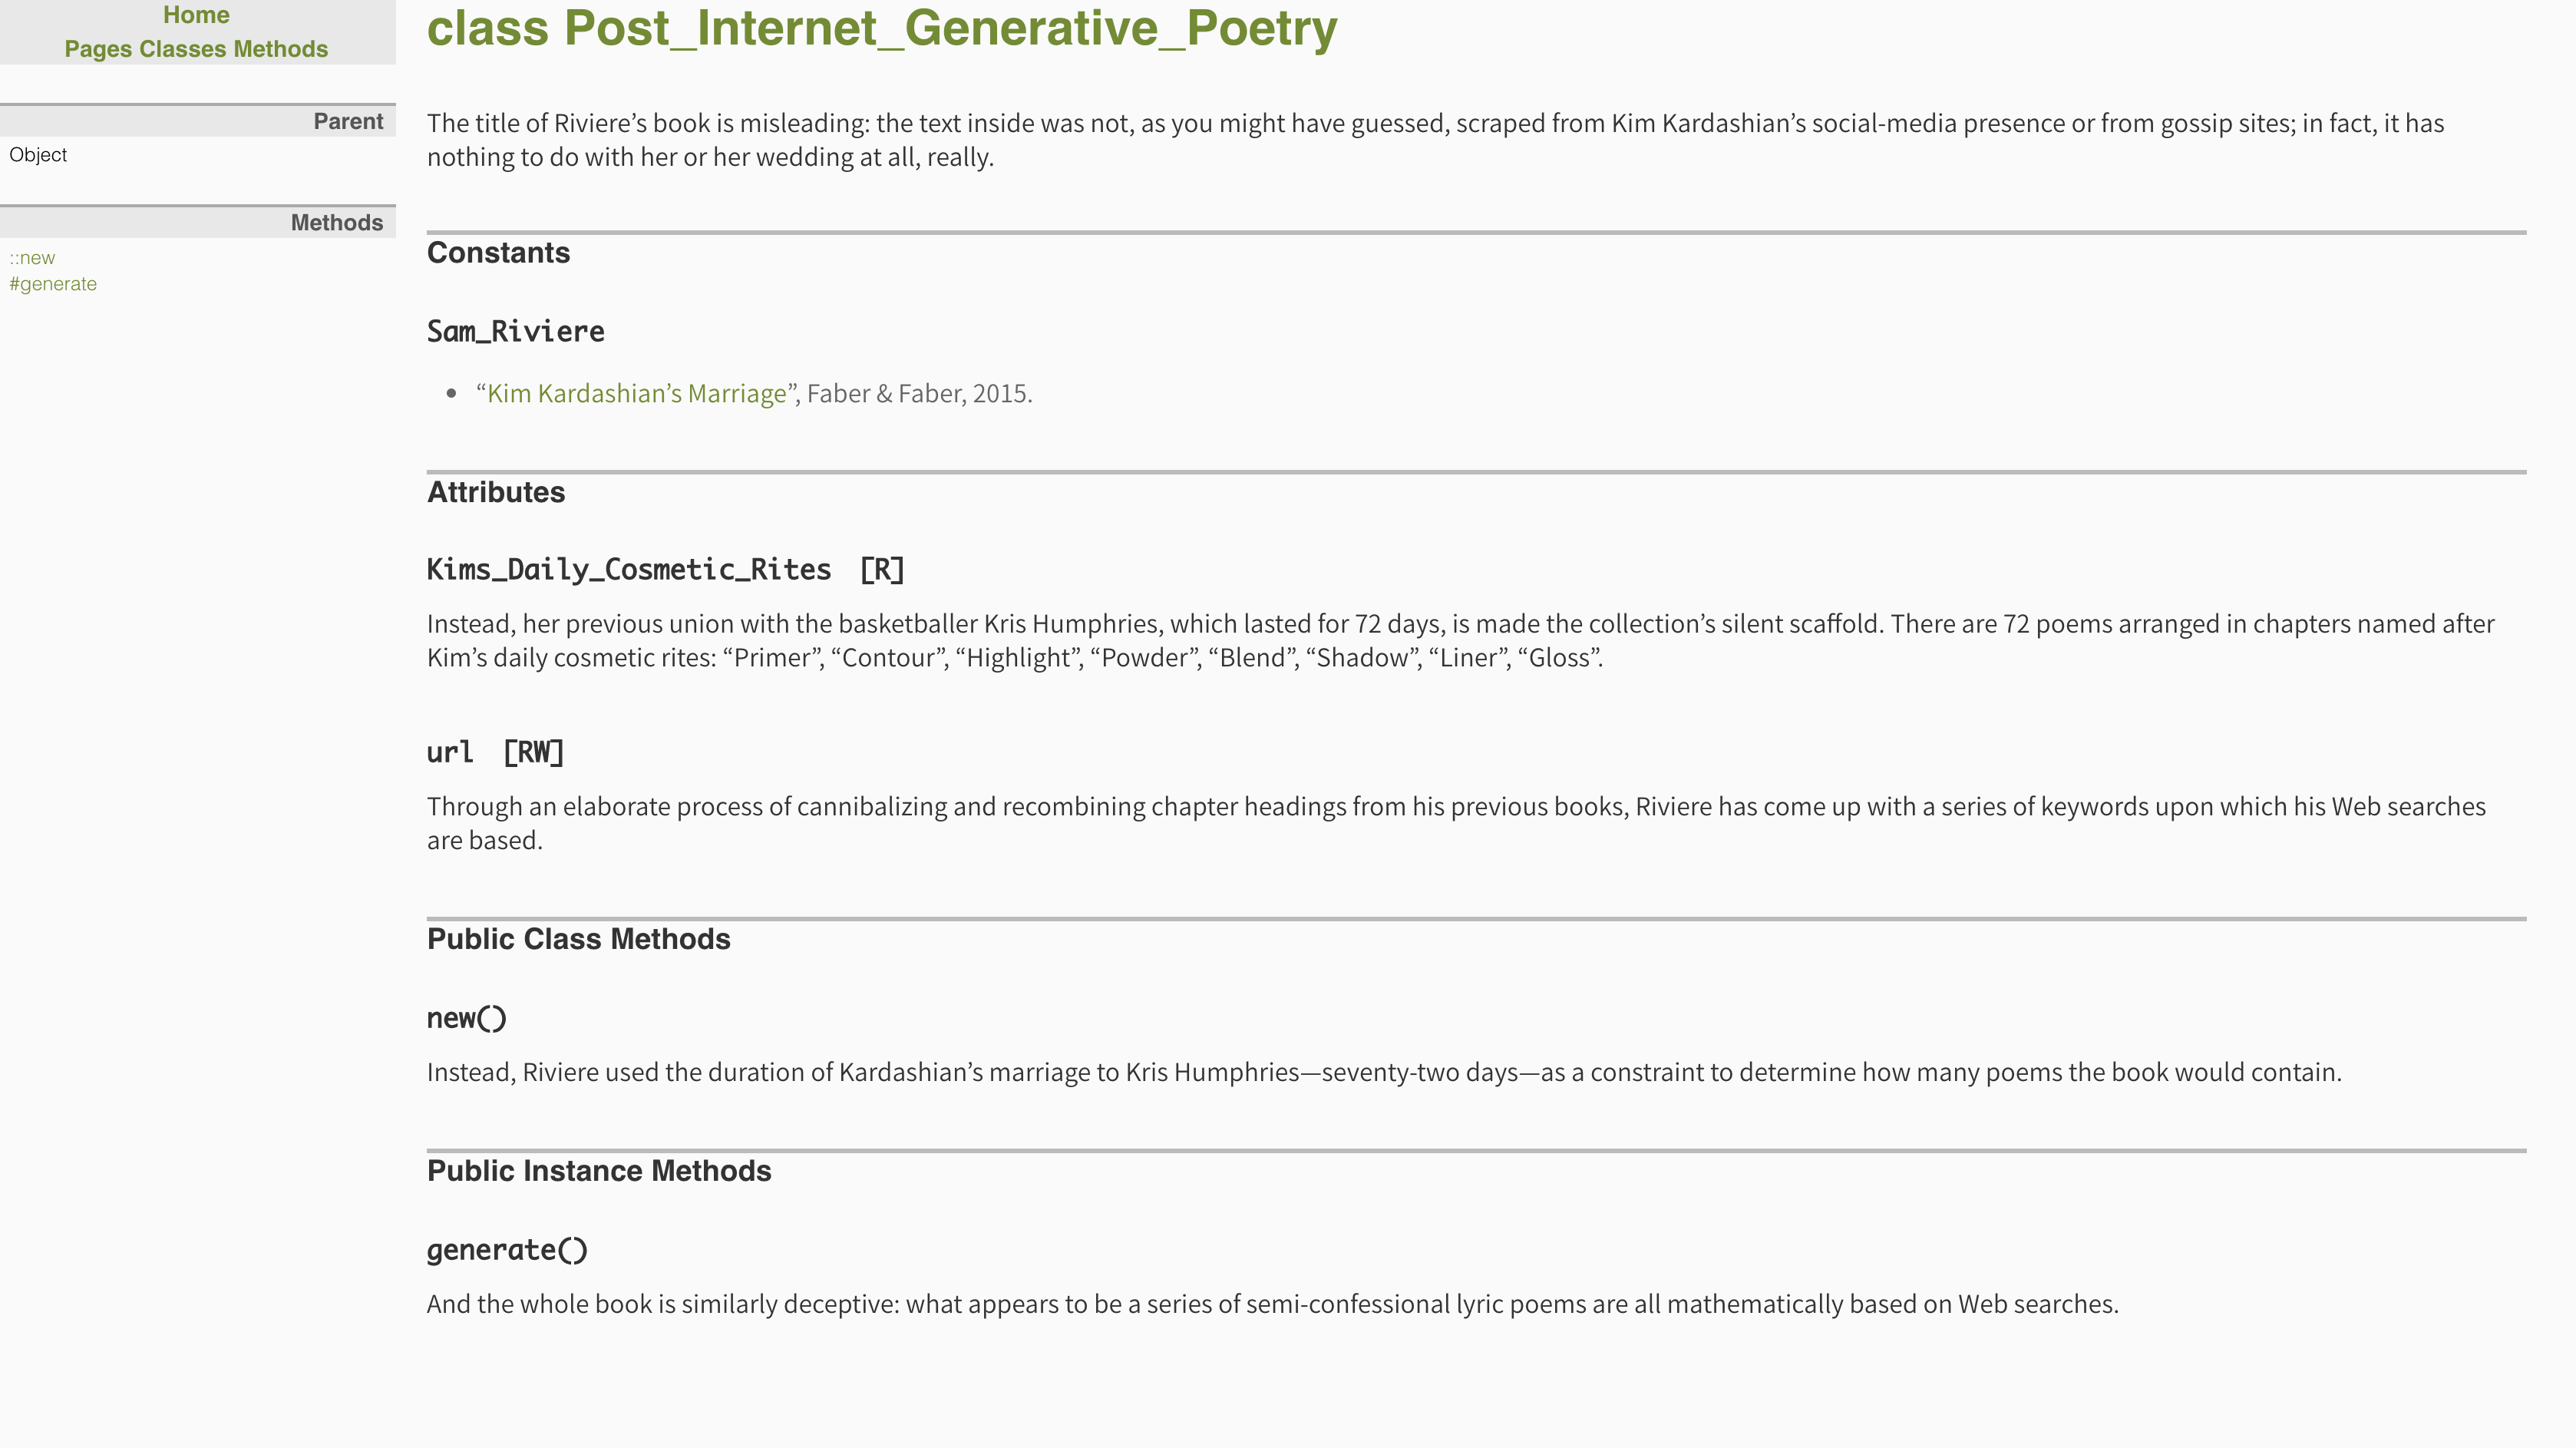 Home
Pages Classes Methods
Parent
Object
Methods
::new
#generate
class Post_Internet_Generative_Poetry
The title of Riviere’s book is misleading: the text inside was not, as you might have guessed, scraped from Kim Kardashian’s social-media presence or from gossip sites; in fact, it has
nothing to do with her or her wedding at all, really.
Constants
Sam_Riviere
• “Kim Kardashian’s Marriage”, Faber & Faber, 2015.
Attributes
Kims_Daily_Cosmetic_Rites [R]
Instead, her previous union with the basketballer Kris Humphries, which lasted for 72 days, is made the collection’s silent scaffold. There are 72 poems arranged in chapters named after
Kim’s daily cosmetic rites: “Primer”, “Contour”, “Highlight”, “Powder”, “Blend”, “Shadow”, “Liner”, “Gloss”.
url [RW]
Through an elaborate process of cannibalizing and recombining chapter headings from his previous books, Riviere has come up with a series of keywords upon which his Web searches
are based.
Public Class Methods
new()
Instead, Riviere used the duration of Kardashian’s marriage to Kris Humphries—seventy-two days—as a constraint to determine how many poems the book would contain.
Public Instance Methods
generate()
And the whole book is similarly deceptive: what appears to be a series of semi-confessional lyric poems are all mathematically based on Web searches.